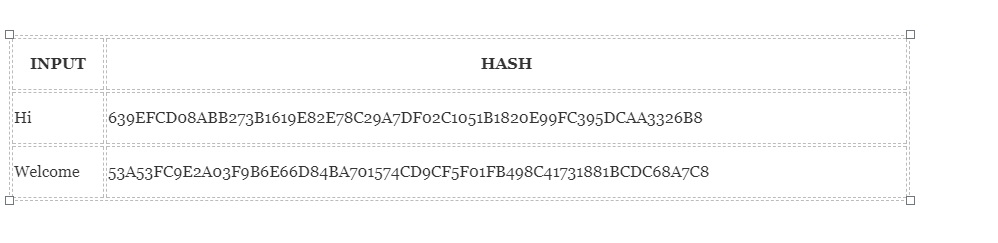 INPUT HASH
Hi 639EFCD08ABB273B1619E82E78C29A7DF02C1051B1820E99FC395DCAA3326B8
Welcome 53A53FC9E2A03F9B6E66D84BA701574CD9CF5F01FB498C41731881BCDC68A7C8